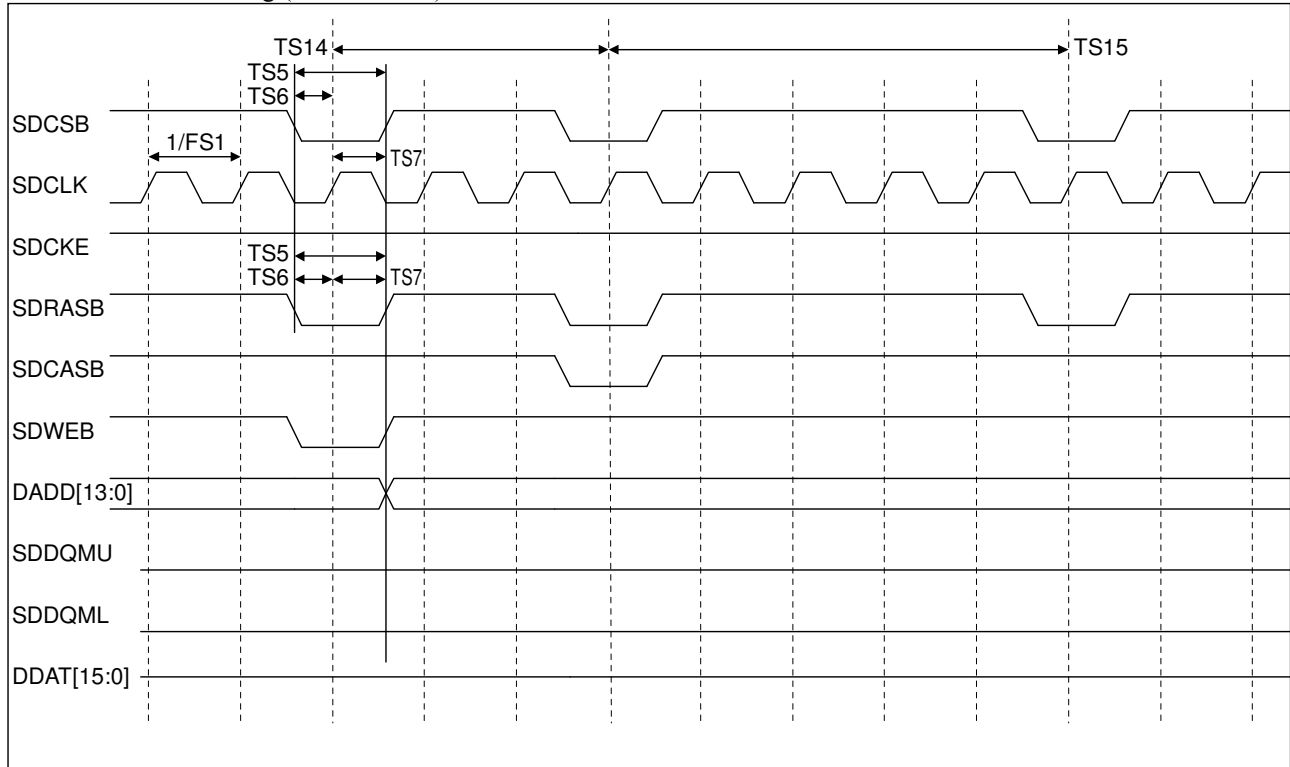 TS14
TS15
TS5
TS6
SDCSB
1/FS1
TS7
SDCLK
SDCKE
TS5
TS6
TS7
SDRASB
SDCASB
SDWEB
DADD[13:0]
SDDQMU
SDDQML
DDAT[15:0]